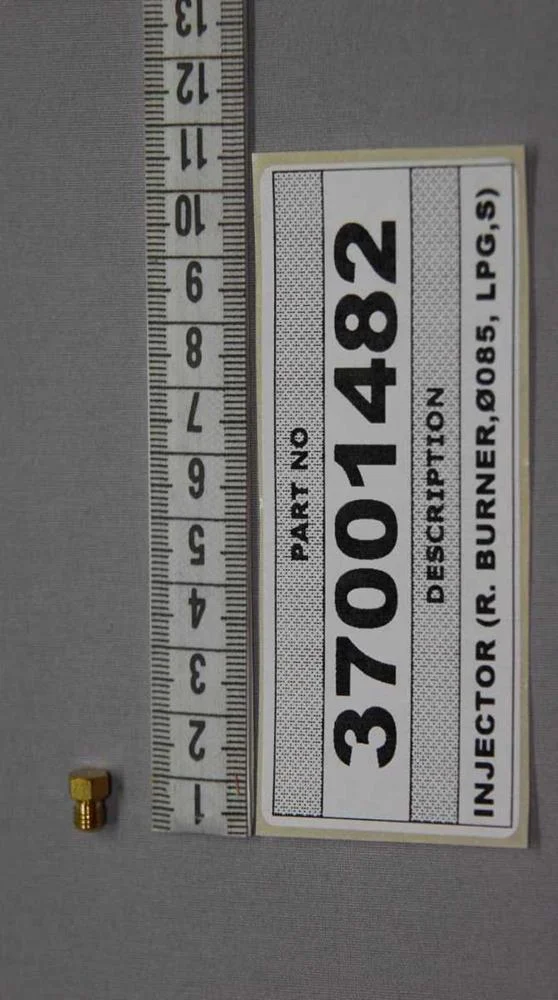 PART NO
37001482
DESCRIPTION
INJECTOR (R. BURNER,Ø085, LPG,S)
1 2 3 4 5 6 7 8 9 10 11 12 13